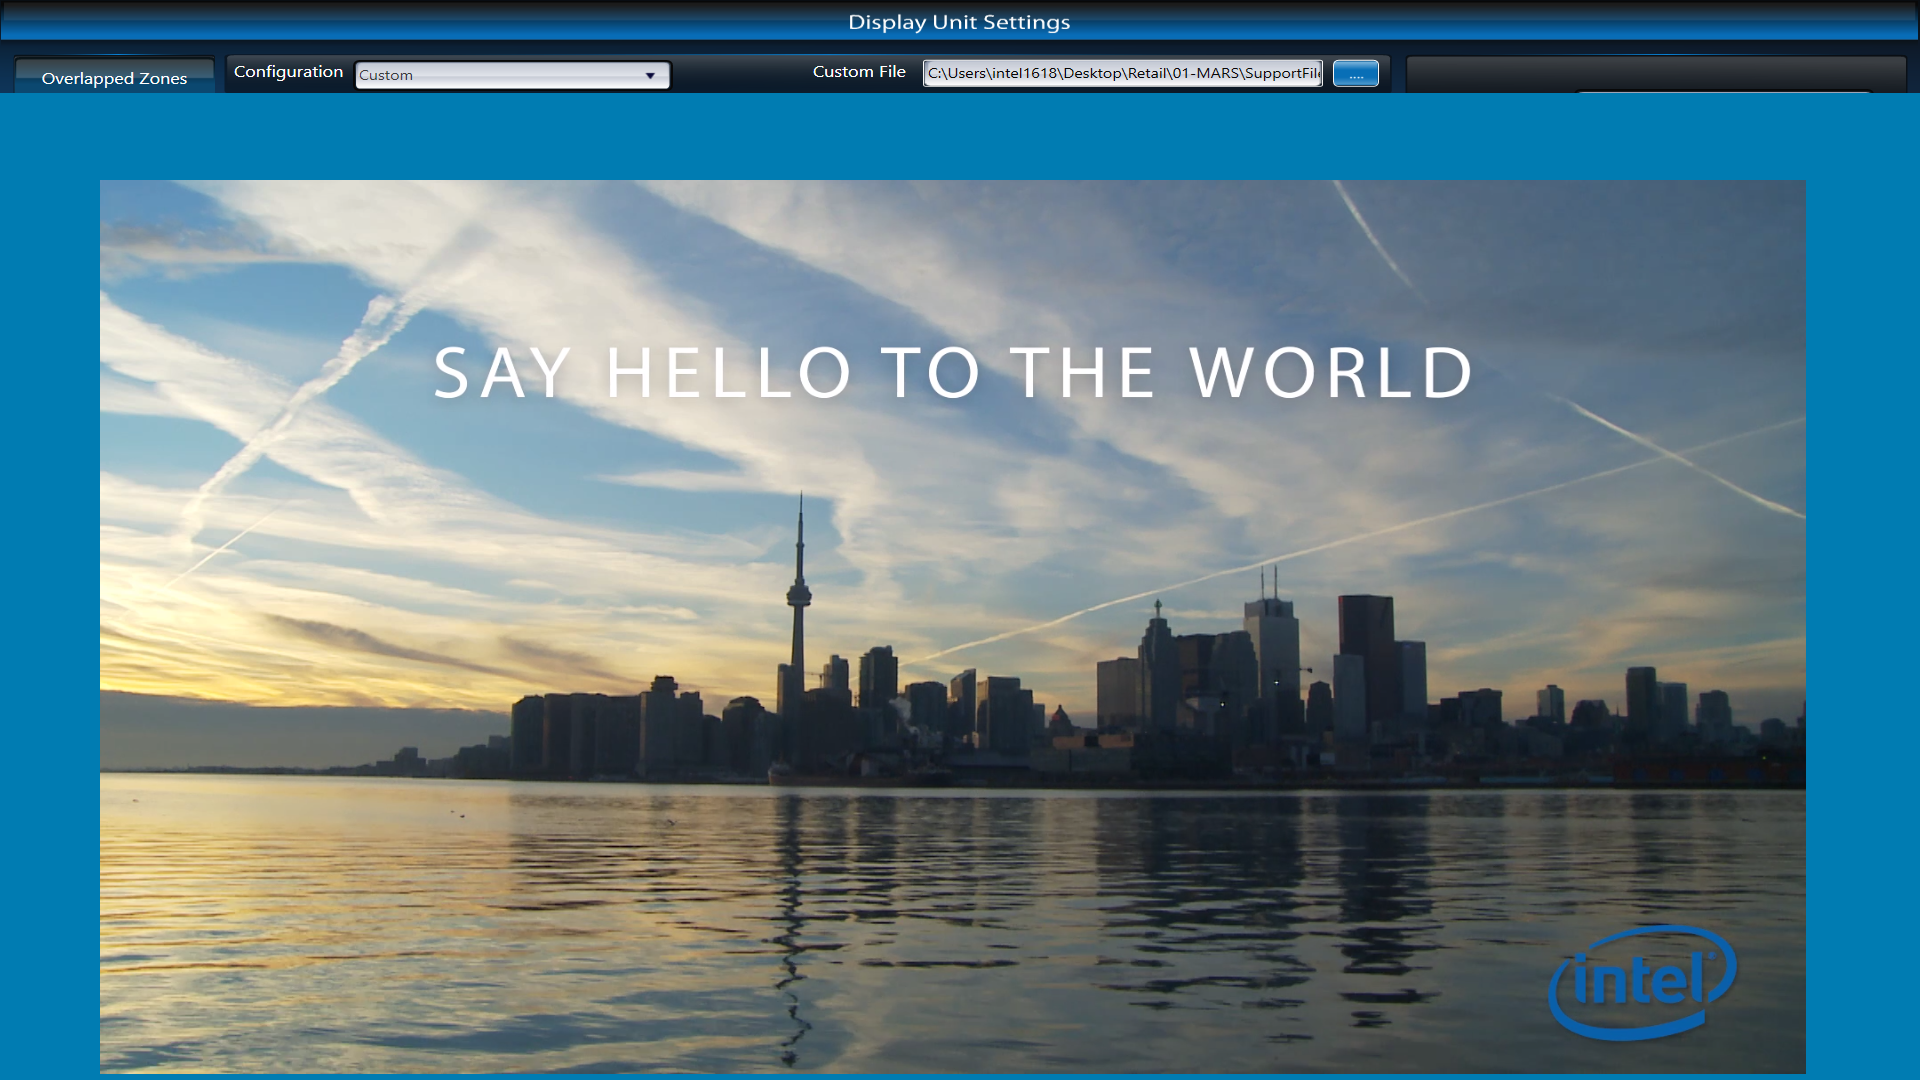 Display Unit Settings
Overlapped Zones
Configuration
Custom
Custom File
C:\Users\intel1618\Desktop\Retail\01-MARS\SupportFil
....
SAY HELLO TO THE WORLD
intel